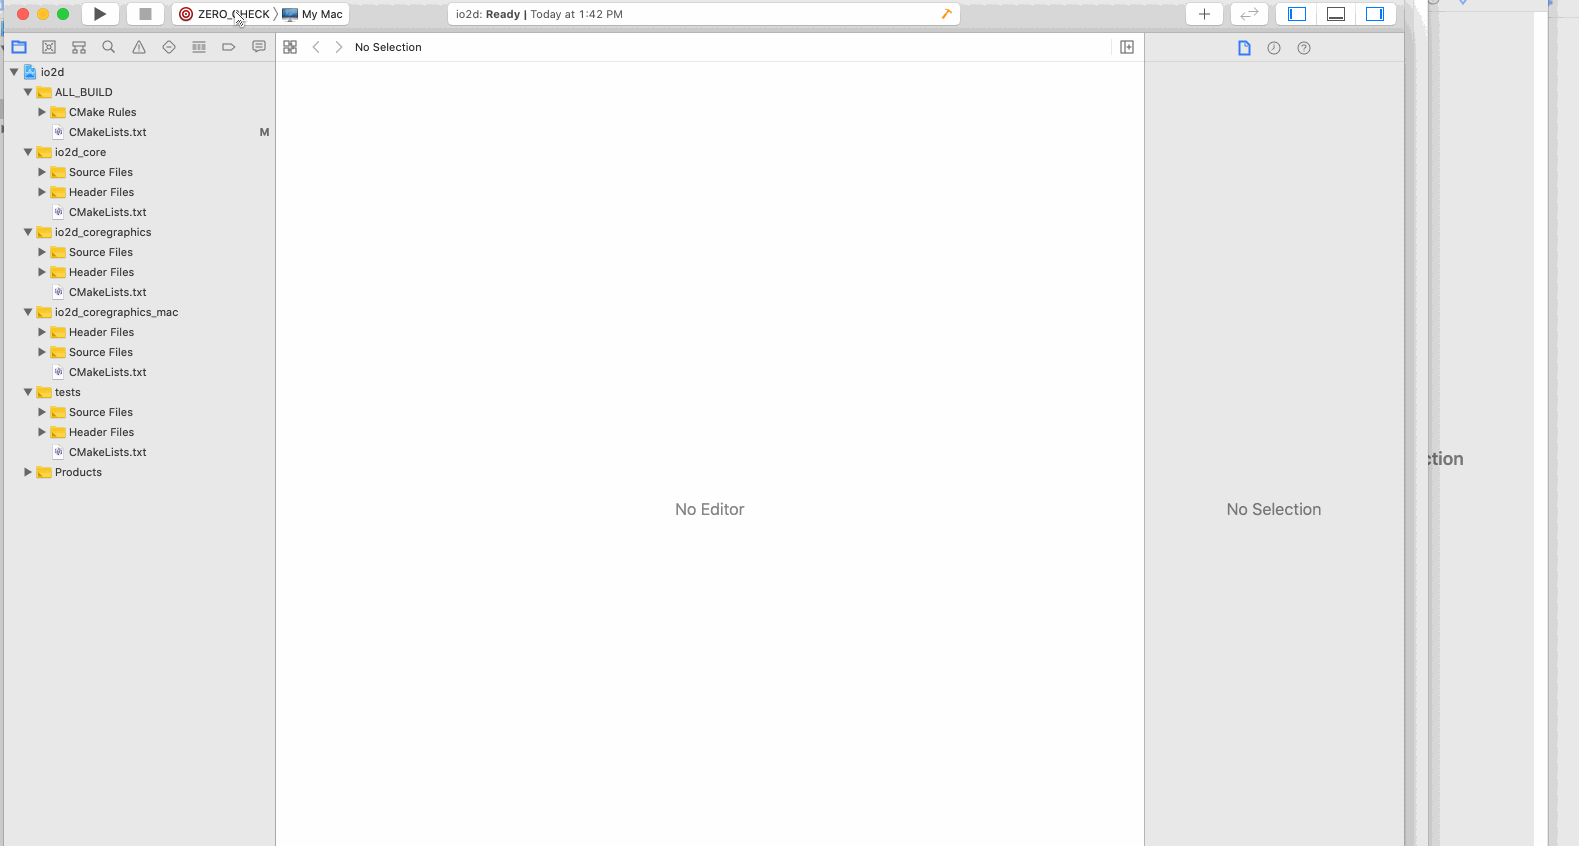 ZERO_CHECK My Mac
io2d: Ready | Today at 1:42 PM
No Selection
io2d
ALL_BUILD
CMake Rules
CMakeLists.txt M
io2d_core
Source Files
Header Files
CMakeLists.txt
io2d_coregraphics
Source Files
Header Files
CMakeLists.txt
io2d_coregraphics_mac
Header Files
Source Files
CMakeLists.txt
tests
Source Files
Header Files
CMakeLists.txt
Products
No Editor
No Selection
ction